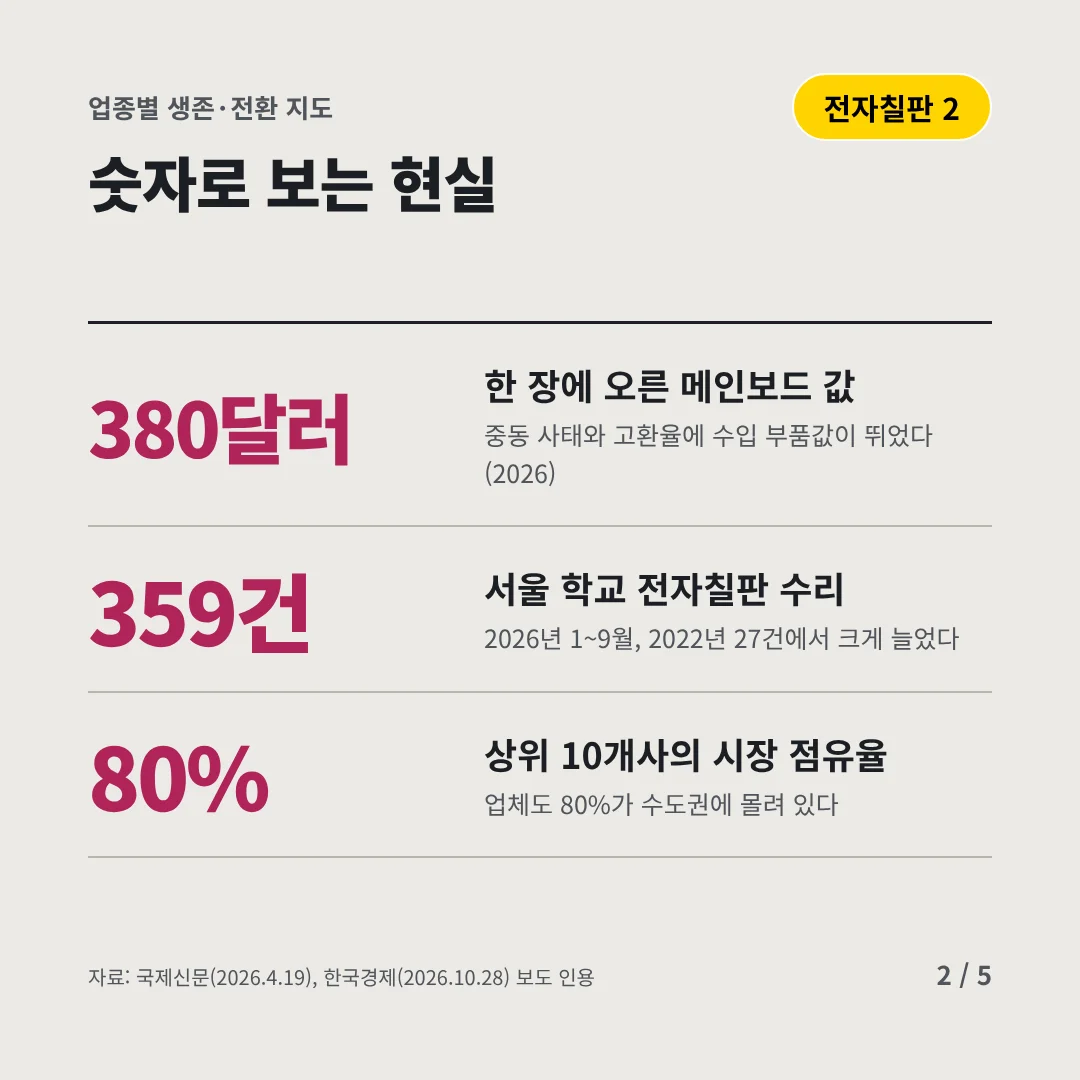 업종별 생존·전환 지도
전자칠판 2
숫자로 보는 현실
380달러
한 장에 오른 메인보드 값
중동 사태와 고환율에 수입 부품값이 뛰었다
(2026)
359건
서울 학교 전자칠판 수리
2026년 1~9월, 2022년 27건에서 크게 늘었다
80%
상위 10개사의 시장 점유율
업체도 80%가 수도권에 몰려 있다
자료: 국제신문(2026.4.19), 한국경제(2026.10.28) 보도 인용
2 / 5